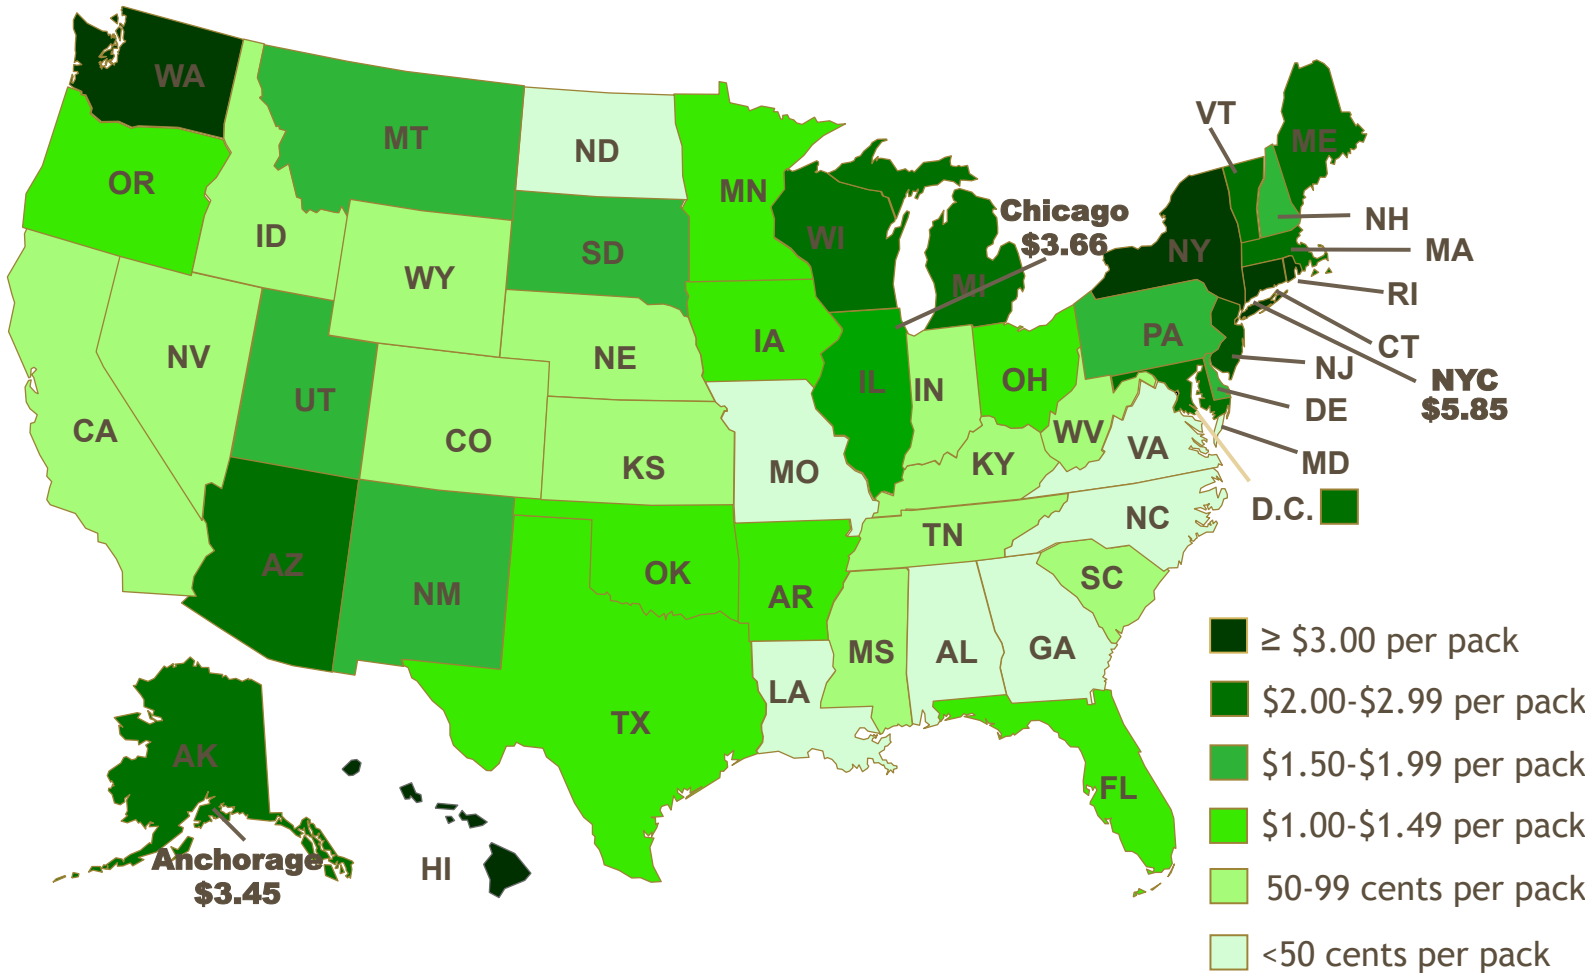 WA
MT
ND
MN
VT
ME
OR
ID
WY
SD
WI
MI
Chicago
$3.66
NY
NH
MA
RI
CT
NJ
NYC
$5.85
DE
MD
D.C.
PA
NV
UT
CA
CO
NE
IA
IL
IN
OH
WV
VA
KS
MO
KY
NC
TN
SC
AZ
NM
OK
AR
MS
AL
GA
LA
TX
FL
AK
Anchorage
$3.45
HI
≥ $3.00 per pack
$2.00-$2.99 per pack
$1.50-$1.99 per pack
$1.00-$1.49 per pack
50-99 cents per pack
<50 cents per pack